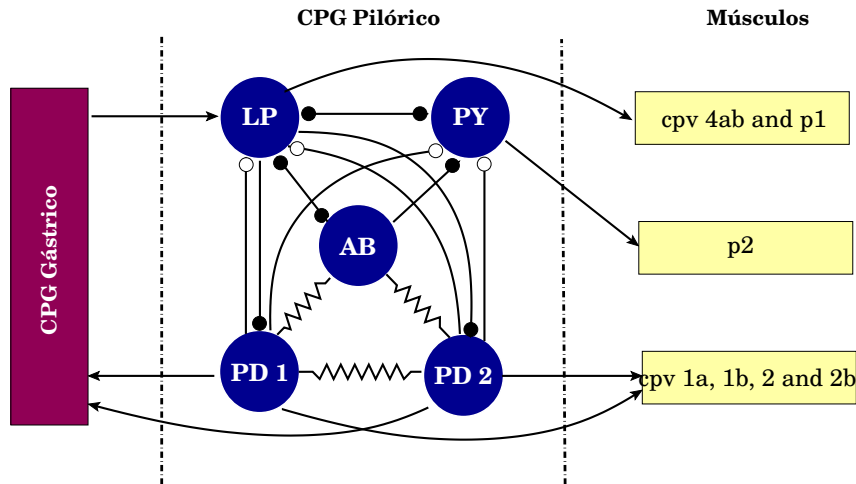 CPG Pilórico
Músculos
LP
PY
cpv 4ab and p1
AB
p2
CPG Gástrico
PD 1
PD 2
cpv 1a, 1b, 2 and 2b